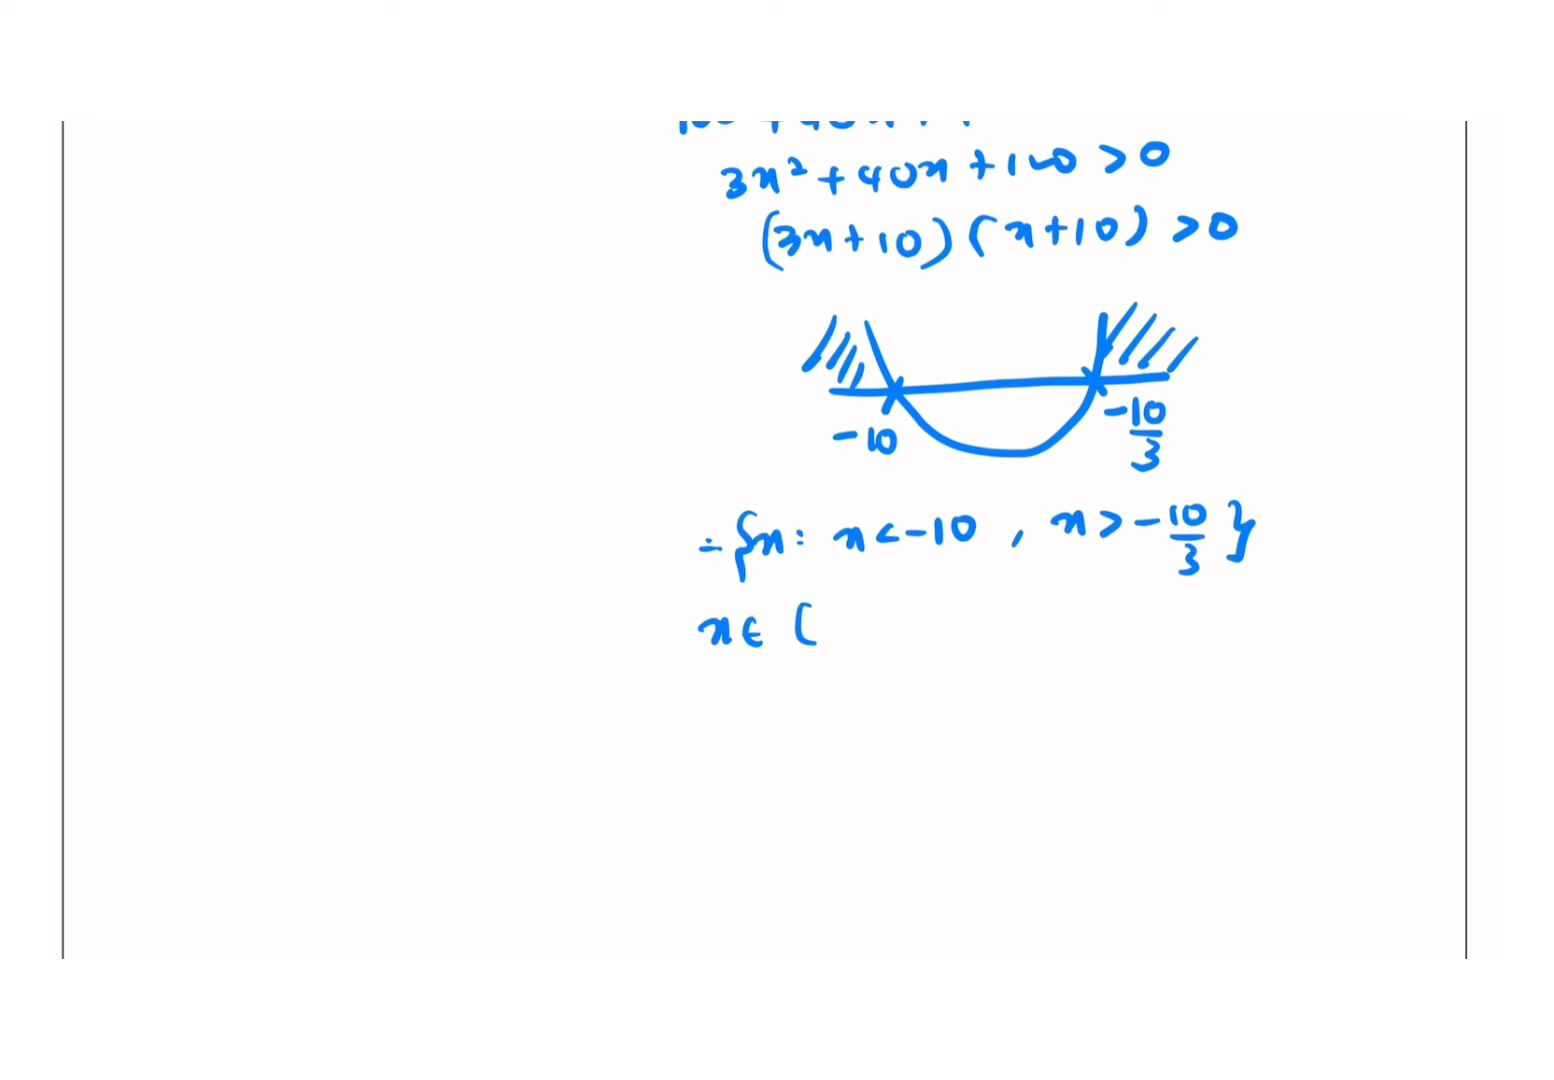 3x² + 40x + 100 > 0
(3x + 10) (x + 10) > 0
-10
-10/3
∴ {x : x < -10 , x > -10/3 }
x ∈ (